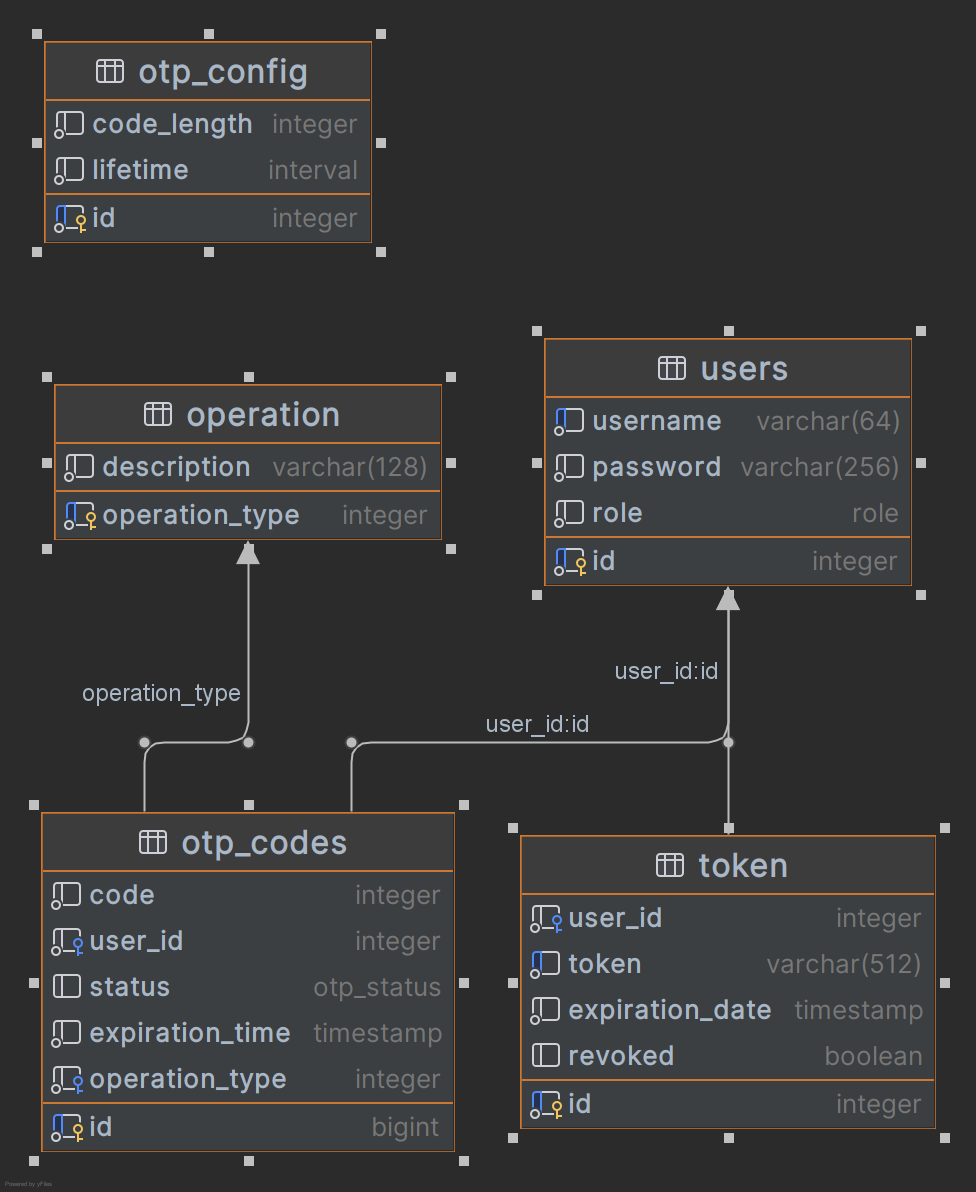 otp_config
code_length integer
lifetime interval
id integer
operation
description varchar(128)
operation_type integer
users
username varchar(64)
password varchar(256)
role role
id integer
operation_type
user_id:id
user_id:id
otp_codes
code integer
user_id integer
status otp_status
expiration_time timestamp
operation_type integer
id bigint
token
user_id integer
token varchar(512)
expiration_date timestamp
revoked boolean
id integer
Powered by yFiles